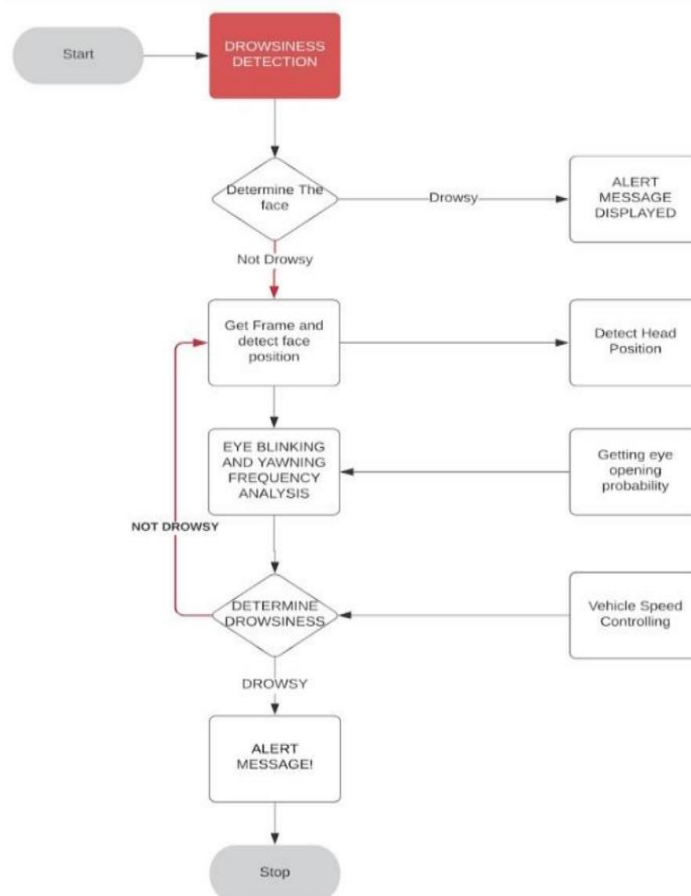 Start
DROWSINESS
DETECTION
Determine The
face
Drowsy
ALERT
MESSAGE
DISPLAYED
Not Drowsy
Get Frame and
detect face
position
Detect Head
Position
EYE BLINKING
AND YAWNING
FREQUENCY
ANALYSIS
Getting eye
opening
probability
NOT DROWSY
DETERMINE
DROWSINESS
Vehicle Speed
Controlling
DROWSY
ALERT
MESSAGE!
Stop